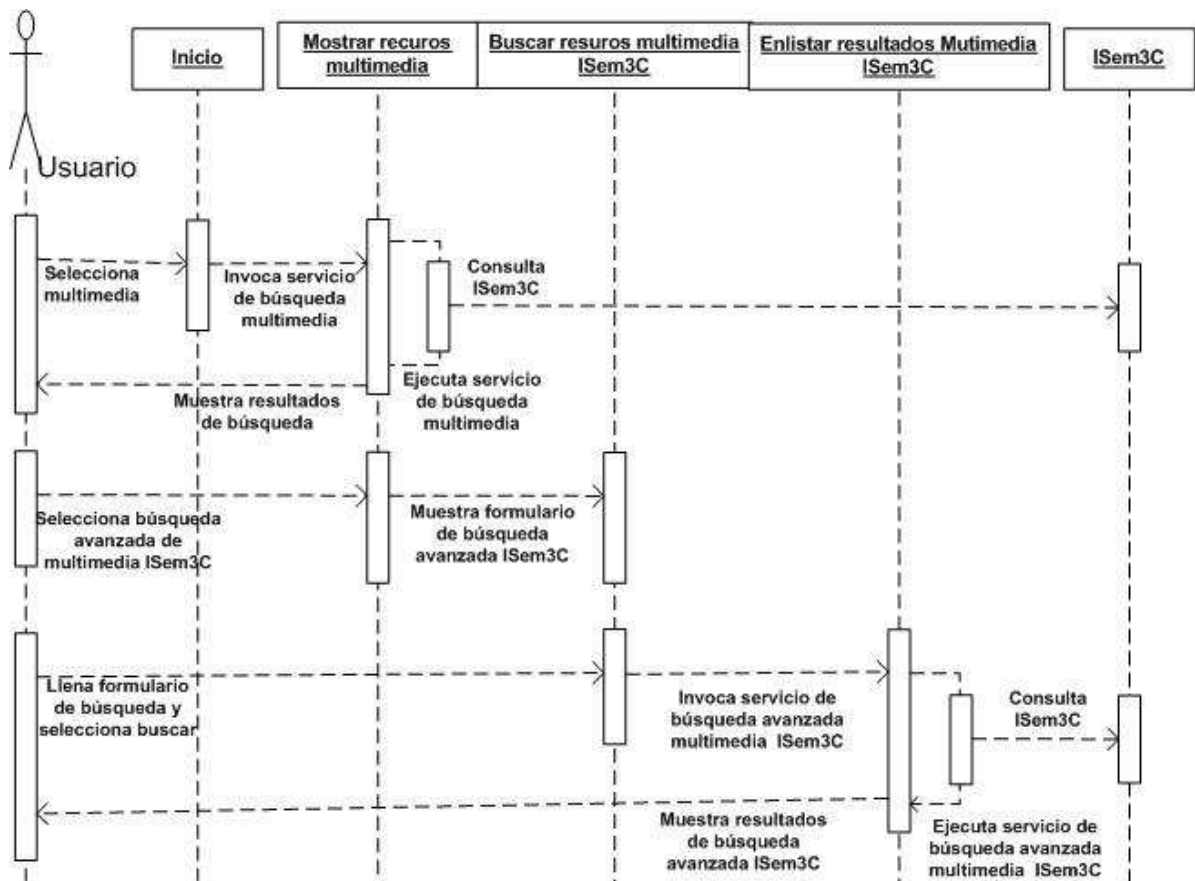 Inicio
Mostrar recuros
multimedia
Buscar resuros multimedia
ISem3C
Enlistar resultados Mutimedia
ISem3C
ISem3C
Usuario
Selecciona
multimedia
Invoca servicio
de búsqueda
multimedia
Consulta
ISem3C
Ejecuta servicio
de búsqueda
multimedia
Muestra resultados
de búsqueda
Selecciona búsqueda
avanzada de
multimedia ISem3C
Muestra formulario
de búsqueda
avanzada ISem3C
Llena formulario
de búsqueda y
selecciona buscar
Invoca servicio de
búsqueda avanzada
multimedia ISem3C
Consulta
ISem3C
Muestra resultados
de búsqueda
avanzada ISem3C
Ejecuta servicio de
búsqueda avanzada
multimedia ISem3C